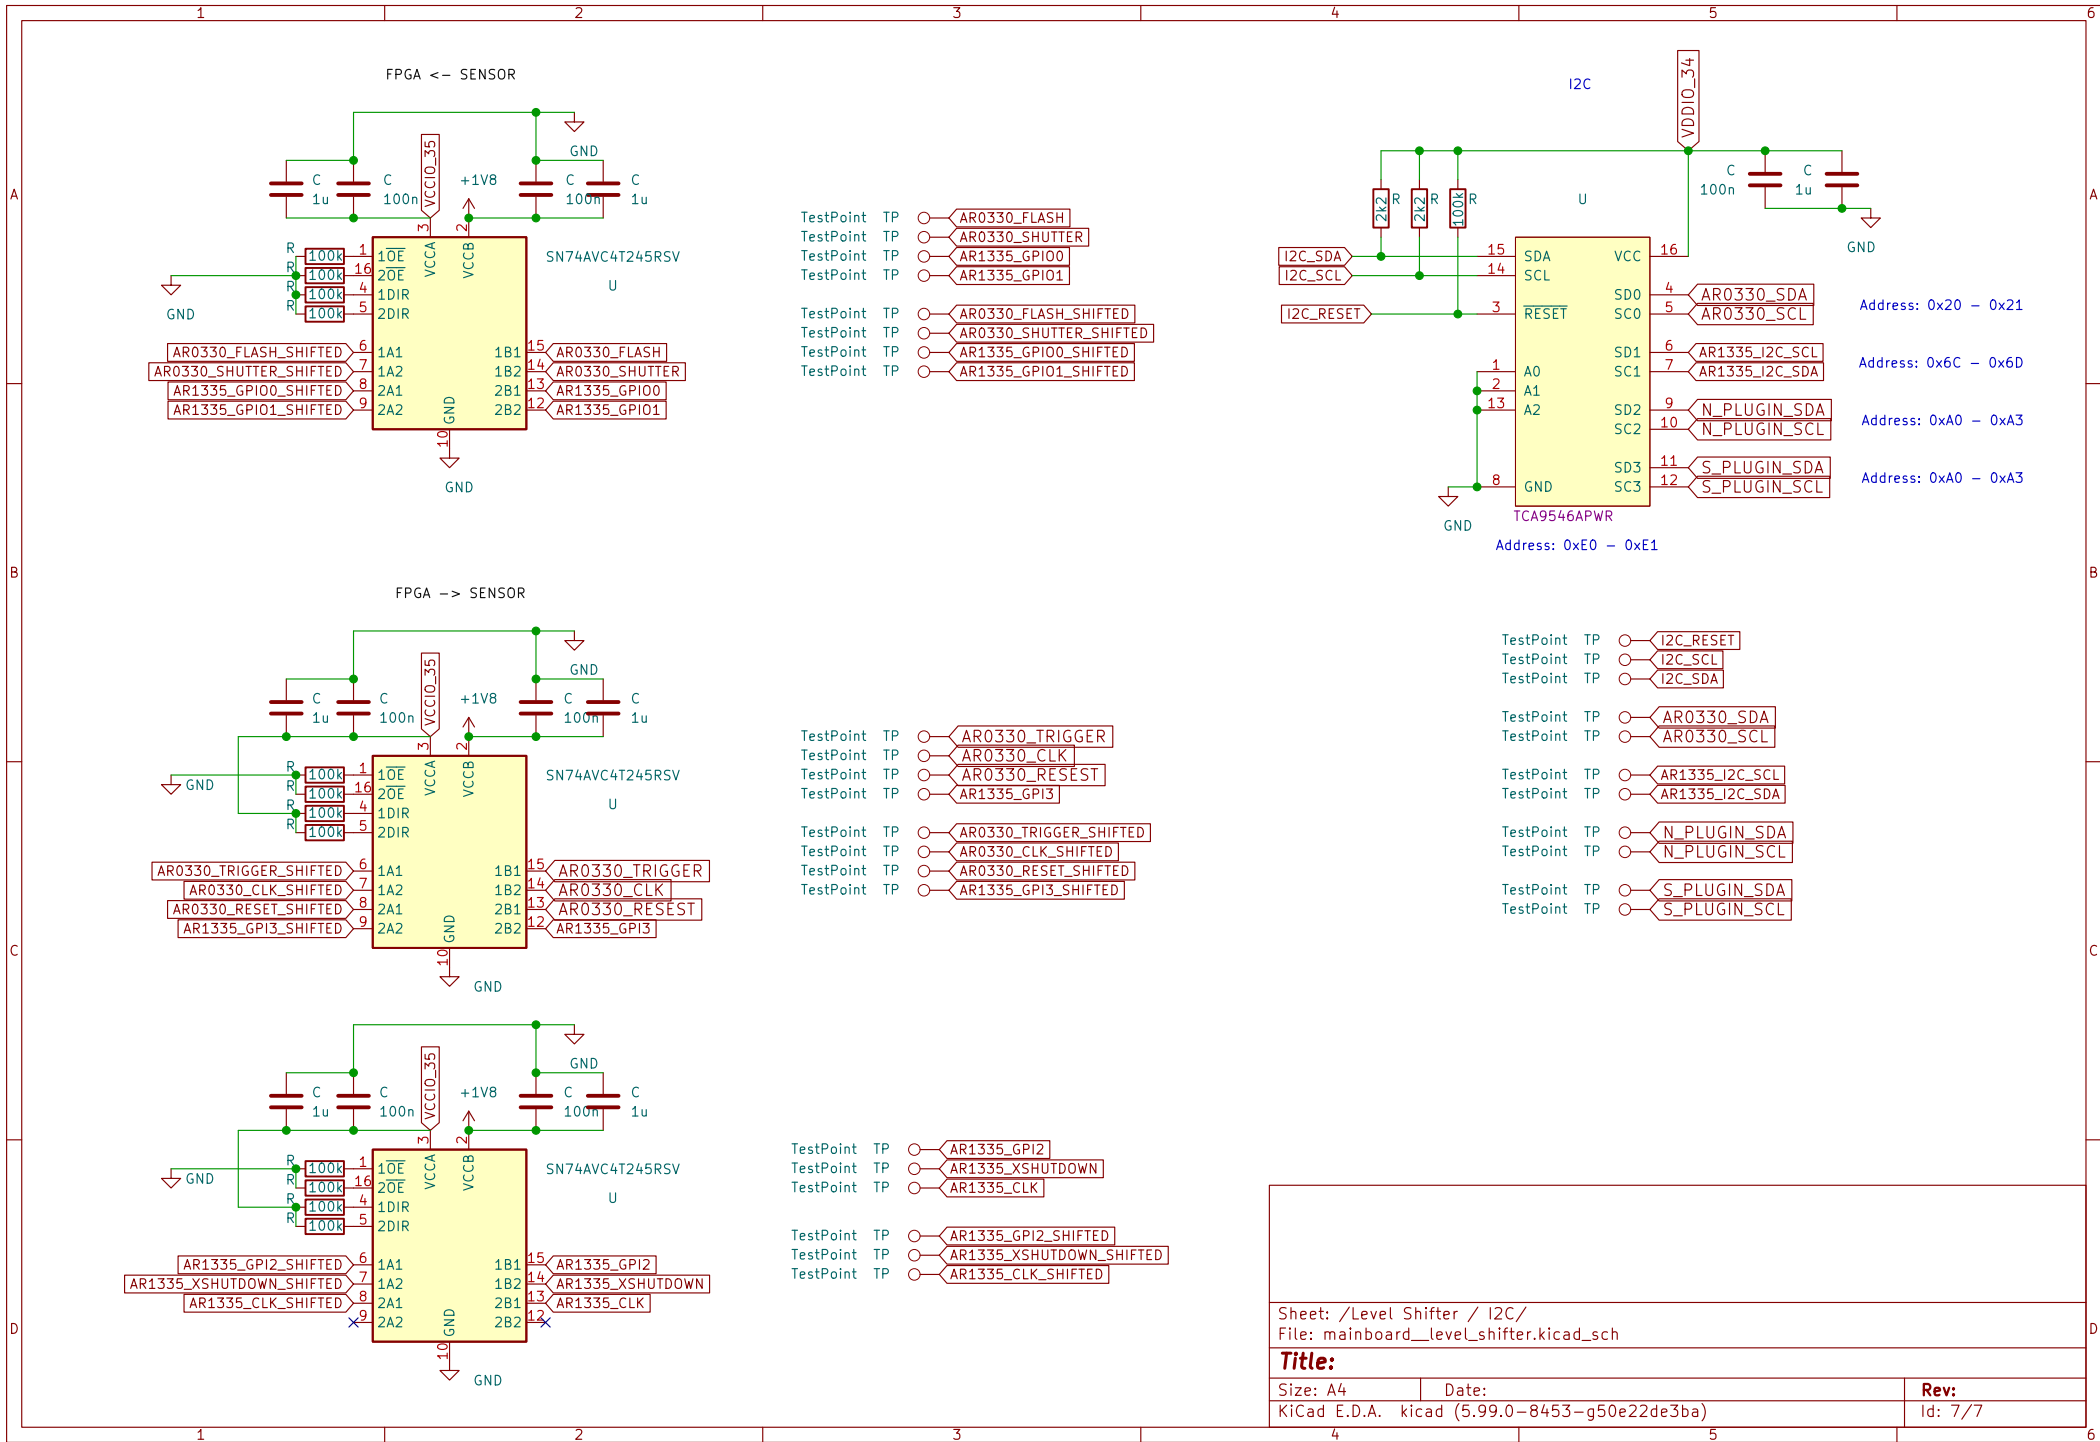 1 2 3 4 5 6
FPGA <- SENSOR
GND
VCCIO_35
+1V8
C 1u
C 100n
C 100n
C 1u
A
SN74AVC4T245RSV
U
R 100k 1 1OE
R 100k 16 2OE
R 100k 4 1DIR
R 100k 5 2DIR
3 VCCA
2 VCCB
GND
AR0330_FLASH_SHIFTED 6 1A1 1B1 15 AR0330_FLASH
AR0330_SHUTTER_SHIFTED 7 1A2 1B2 14 AR0330_SHUTTER
AR1335_GPIO0_SHIFTED 8 2A1 2B1 13 AR1335_GPIO0
AR1335_GPIO1_SHIFTED 9 2A2 2B2 12 AR1335_GPIO1
GND
10
GND
TestPoint TP AR0330_FLASH
TestPoint TP AR0330_SHUTTER
TestPoint TP AR1335_GPIO0
TestPoint TP AR1335_GPIO1
TestPoint TP AR0330_FLASH_SHIFTED
TestPoint TP AR0330_SHUTTER_SHIFTED
TestPoint TP AR1335_GPIO0_SHIFTED
TestPoint TP AR1335_GPIO1_SHIFTED
I2C
VDDIO_34
2k2 R
2k2 R
100k R
C 100n
C 1u
GND
U
A
I2C_SDA 15 SDA VCC 16
I2C_SCL 14 SCL
SD0 4 AR0330_SDA
I2C_RESET 3 RESET SC0 5 AR0330_SCL
Address: 0x20 - 0x21
SD1 6 AR1335_I2C_SCL
1 A0 SC1 7 AR1335_I2C_SDA
Address: 0x6C - 0x6D
2 A1
13 A2 SD2 9 N_PLUGIN_SDA
SC2 10 N_PLUGIN_SCL
Address: 0xA0 - 0xA3
SD3 11 S_PLUGIN_SDA
8 GND SC3 12 S_PLUGIN_SCL
Address: 0xA0 - 0xA3
GND
TCA9546APWR
Address: 0xE0 - 0xE1
B
B
FPGA -> SENSOR
GND
VCCIO_35
+1V8
C 1u
C 100n
C 100n
C 1u
SN74AVC4T245RSV
U
GND
R 100k 1 1OE
R 100k 16 2OE
R 100k 4 1DIR
R 100k 5 2DIR
3 VCCA
2 VCCB
AR0330_TRIGGER_SHIFTED 6 1A1 1B1 15 AR0330_TRIGGER
AR0330_CLK_SHIFTED 7 1A2 1B2 14 AR0330_CLK
AR0330_RESET_SHIFTED 8 2A1 2B1 13 AR0330_RESEST
AR1335_GPI3_SHIFTED 9 2A2 2B2 12 AR1335_GPI3
GND
10
GND
TestPoint TP AR0330_TRIGGER
TestPoint TP AR0330_CLK
TestPoint TP AR0330_RESEST
TestPoint TP AR1335_GPI3
TestPoint TP AR0330_TRIGGER_SHIFTED
TestPoint TP AR0330_CLK_SHIFTED
TestPoint TP AR0330_RESET_SHIFTED
TestPoint TP AR1335_GPI3_SHIFTED
TestPoint TP I2C_RESET
TestPoint TP I2C_SCL
TestPoint TP I2C_SDA
TestPoint TP AR0330_SDA
TestPoint TP AR0330_SCL
TestPoint TP AR1335_I2C_SCL
TestPoint TP AR1335_I2C_SDA
TestPoint TP N_PLUGIN_SDA
TestPoint TP N_PLUGIN_SCL
TestPoint TP S_PLUGIN_SDA
TestPoint TP S_PLUGIN_SCL
C
C
GND
VCCIO_35
+1V8
C 1u
C 100n
C 100n
C 1u
SN74AVC4T245RSV
U
GND
R 100k 1 1OE
R 100k 16 2OE
R 100k 4 1DIR
R 100k 5 2DIR
3 VCCA
2 VCCB
AR1335_GPI2_SHIFTED 6 1A1 1B1 15 AR1335_GPI2
AR1335_XSHUTDOWN_SHIFTED 7 1A2 1B2 14 AR1335_XSHUTDOWN
AR1335_CLK_SHIFTED 8 2A1 2B1 13 AR1335_CLK
9 2A2 2B2 12
GND
10
GND
TestPoint TP AR1335_GPI2
TestPoint TP AR1335_XSHUTDOWN
TestPoint TP AR1335_CLK
TestPoint TP AR1335_GPI2_SHIFTED
TestPoint TP AR1335_XSHUTDOWN_SHIFTED
TestPoint TP AR1335_CLK_SHIFTED
D
D
Sheet: /Level Shifter / I2C/
File: mainboard__level_shifter.kicad_sch
Title:
Size: A4 Date: Rev:
KiCad E.D.A. kicad (5.99.0-8453-g50e22de3ba) Id: 7/7
1 2 3 4 5 6